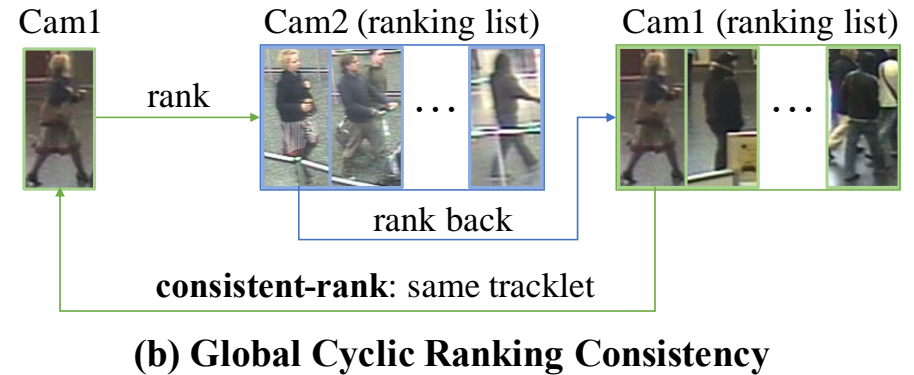 Cam1
Cam2 (ranking list)
Cam1 (ranking list)
rank
...
...
rank back
consistent-rank: same tracklet
(b) Global Cyclic Ranking Consistency